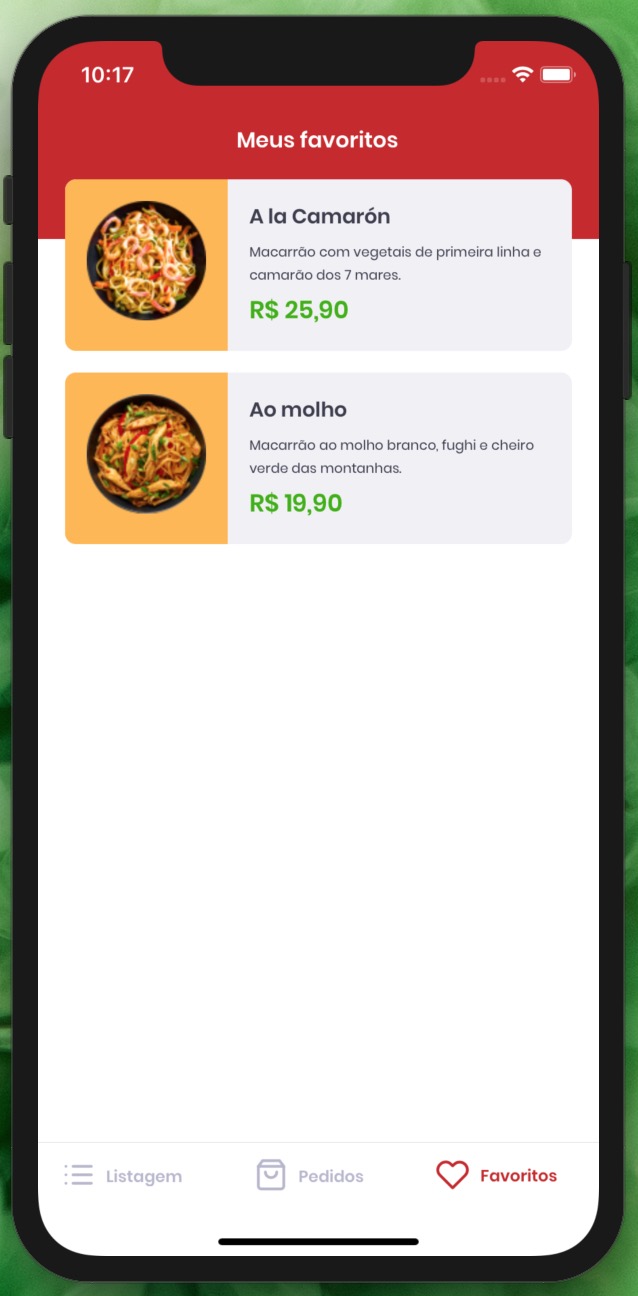 10:17
Meus favoritos
A la Camarón
Macarrão com vegetais de primeira linha e
camarão dos 7 mares.
R$ 25,90
Ao molho
Macarrão ao molho branco, fughi e cheiro
verde das montanhas.
R$ 19,90
Listagem
Pedidos
Favoritos